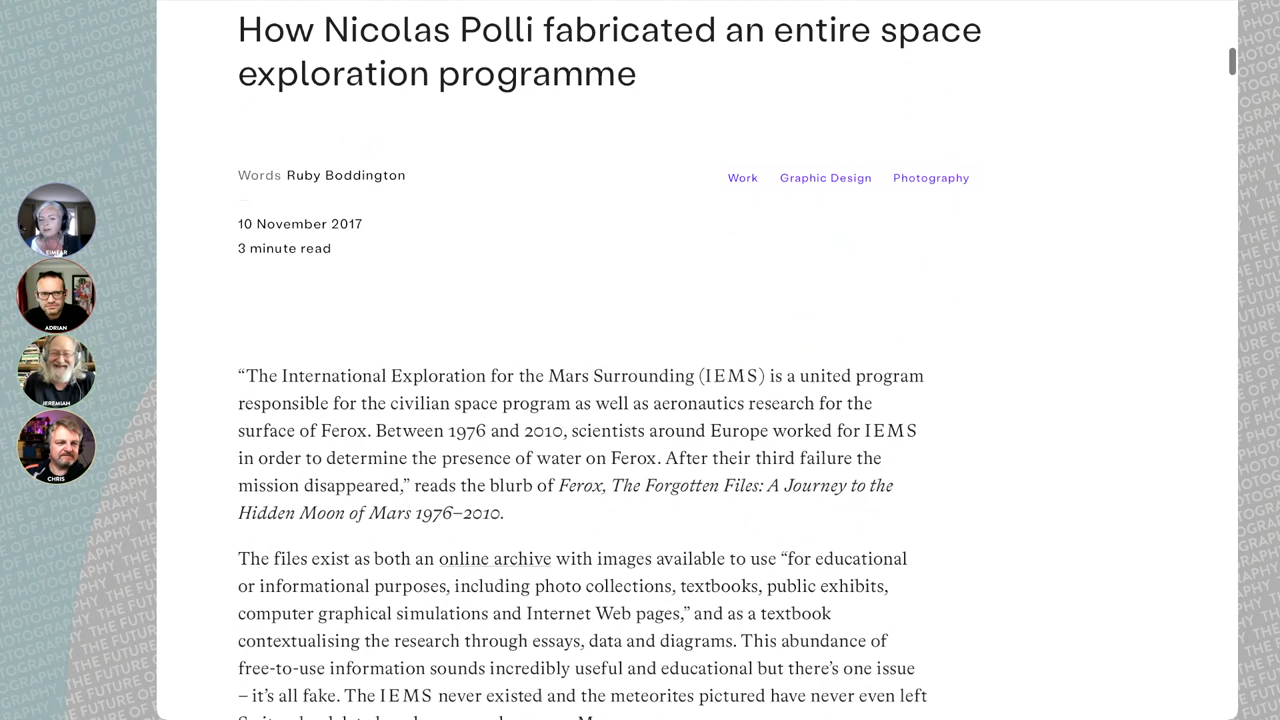 How Nicolas Polli fabricated an entire space
exploration programme
Words Ruby Boddington
Work Graphic Design Photography
10 November 2017
3 minute read
EIMEAR
ADRIAN
JEREMIAH
CHRIS
“The International Exploration for the Mars Surrounding (IEMS) is a united program
responsible for the civilian space program as well as aeronautics research for the
surface of Ferox. Between 1976 and 2010, scientists around Europe worked for IEMS
in order to determine the presence of water on Ferox. After their third failure the
mission disappeared,” reads the blurb of Ferox, The Forgotten Files: A Journey to the
Hidden Moon of Mars 1976–2010.
The files exist as both an online archive with images available to use “for educational
or informational purposes, including photo collections, textbooks, public exhibits,
computer graphical simulations and Internet Web pages,” and as a textbook
contextualising the research through essays, data and diagrams. This abundance of
free-to-use information sounds incredibly useful and educational but there’s one issue
– it’s all fake. The IEMS never existed and the meteorites pictured have never even left
THE FUTURE OF PHOTOGRAPHY